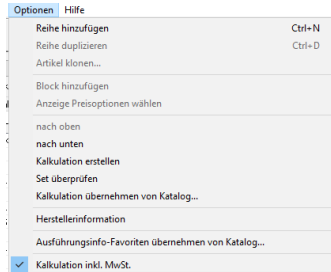 Optionen Hilfe
Reihe hinzufügen Ctrl+N
Reihe duplizieren Ctrl+D
Artikel klonen...
Block hinzufügen
Anzeige Preisoptionen wählen
nach oben
nach unten
Kalkulation erstellen
Set überprüfen
Kalkulation übernehmen von Katalog...
Herstellerinformation
Ausführungsinfo-Favoriten übernehmen von Katalog...
Kalkulation inkl. MwSt.